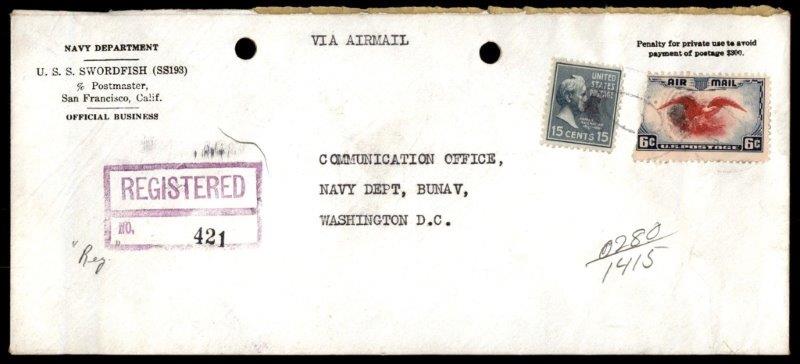 NAVY DEPARTMENT
U. S. S. SWORDFISH (SS193)
℅ Postmaster,
San Francisco, Calif.
OFFICIAL BUSINESS
VIA AIRMAIL
Penalty for private use to avoid
payment of postage $300.
UNITED
STATES
POSTAGE
15 CENTS 15
AIR MAIL
6¢ U.S. POSTAGE 6¢
REGISTERED
NO. 421
"Reg."
COMMUNICATION OFFICE,
NAVY DEPT, BUNAV,
WASHINGTON D.C.
0280
1415